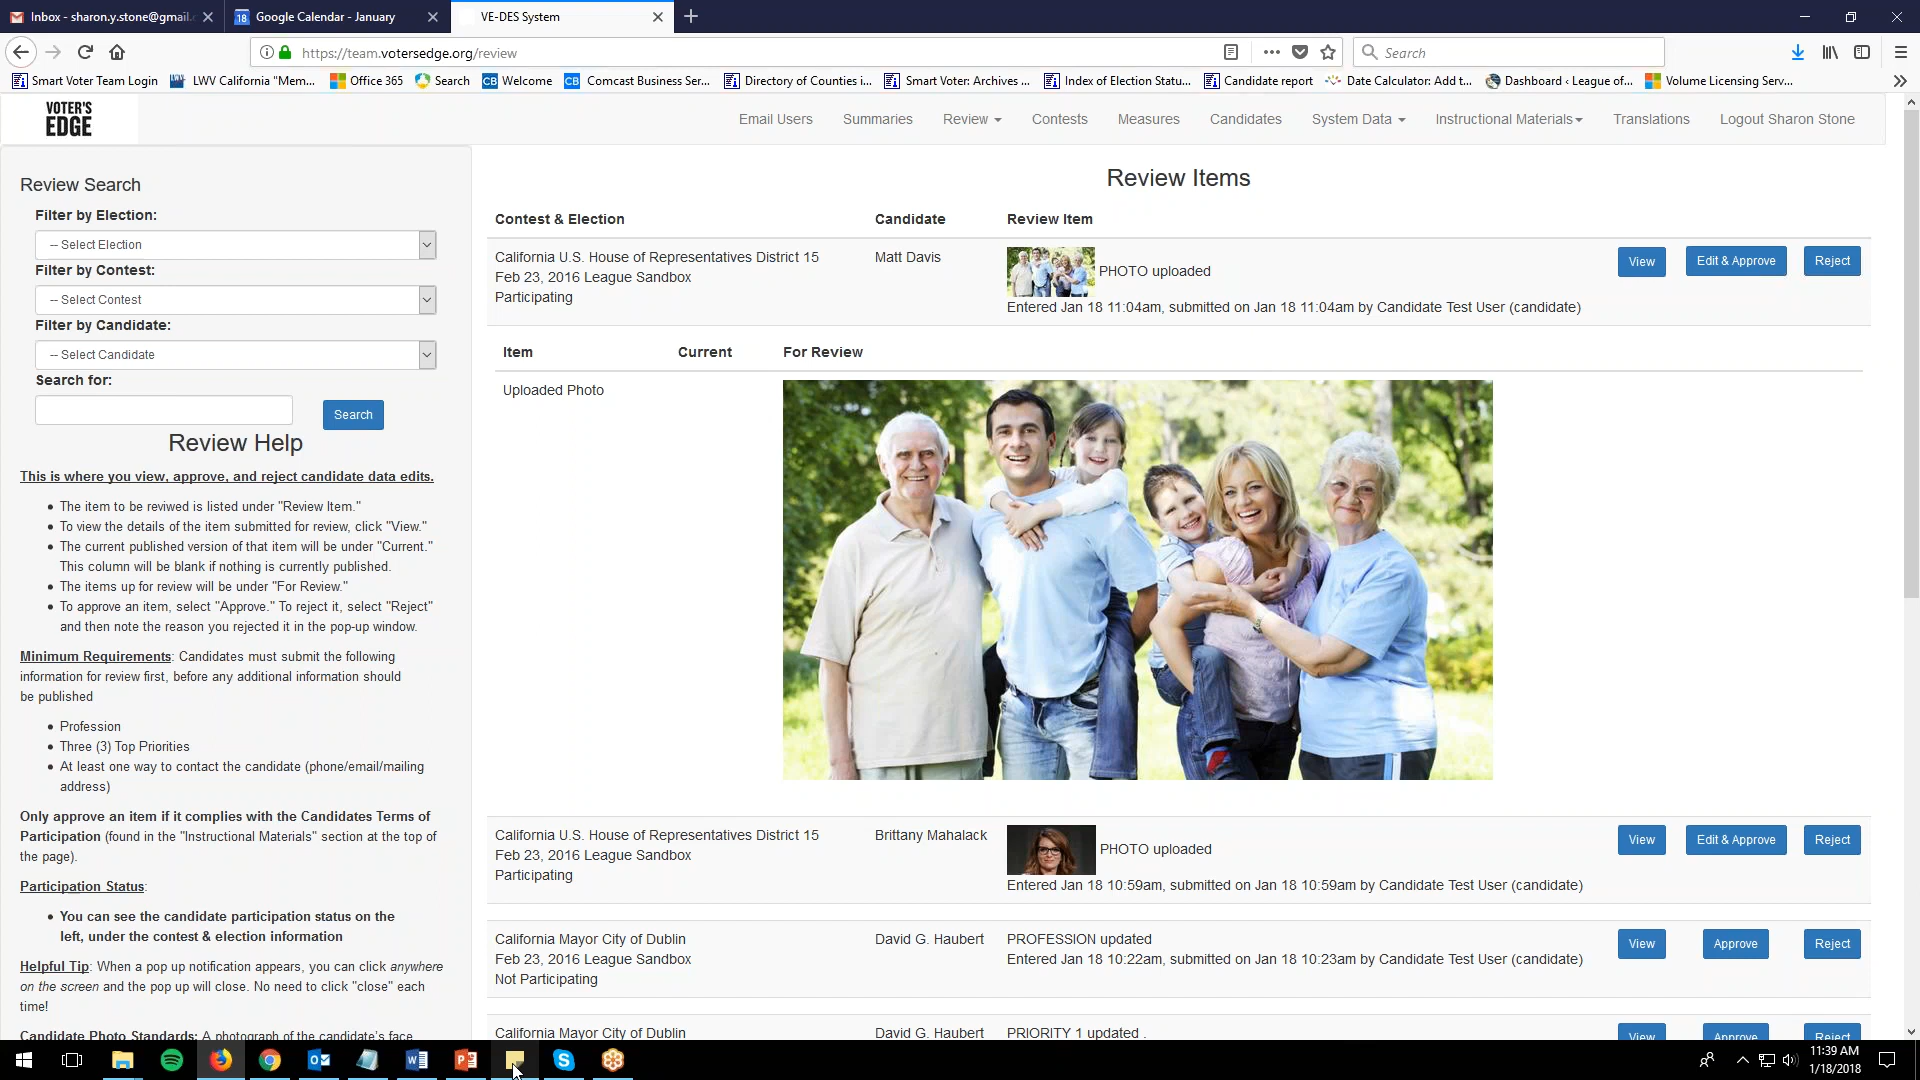 Inbox - sharon.y.stone@gmail.
Google Calendar - January
VE-DES System
https://team.votersedge.org/review
Search
Smart Voter Team Login
LWV California "Mem...
Office 365
Search
Welcome
Comcast Business Ser...
Directory of Counties i...
Smart Voter: Archives ...
Index of Election Statu...
Candidate report
Date Calculator: Add t...
Dashboard ‹ League of...
Volume Licensing Serv...
VOTER'S
EDGE
Email Users
Summaries
Review
Contests
Measures
Candidates
System Data
Instructional Materials
Translations
Logout Sharon Stone
Review Search
Filter by Election:
-- Select Election
Filter by Contest:
-- Select Contest
Filter by Candidate:
-- Select Candidate
Search for:
Search
Review Help
This is where you view, approve, and reject candidate data edits.
The item to be reviwed is listed under "Review Item."
To view the details of the item submitted for review, click "View."
The current published version of that item will be under "Current."
This column will be blank if nothing is currently published.
The items up for review will be under "For Review."
To approve an item, select "Approve." To reject it, select "Reject"
and then note the reason you rejected it in the pop-up window.
Minimum Requirements: Candidates must submit the following
information for review first, before any additional information should
be published
Profession
Three (3) Top Priorities
At least one way to contact the candidate (phone/email/mailing
address)
Only approve an item if it complies with the Candidates Terms of
Participation (found in the "Instructional Materials" section at the top of
the page).
Participation Status:
You can see the candidate participation status on the
left, under the contest & election information
Helpful Tip: When a pop up notification appears, you can click anywhere
on the screen and the pop up will close. No need to click "close" each
time!
Candidate Photo Standards: A photograph of the candidate's face
Review Items
Contest & Election
Candidate
Review Item
California U.S. House of Representatives District 15
Feb 23, 2016 League Sandbox
Participating
Matt Davis
PHOTO uploaded
Entered Jan 18 11:04am, submitted on Jan 18 11:04am by Candidate Test User (candidate)
View
Edit & Approve
Reject
Item
Current
For Review
Uploaded Photo
California U.S. House of Representatives District 15
Feb 23, 2016 League Sandbox
Participating
Brittany Mahalack
PHOTO uploaded
Entered Jan 18 10:59am, submitted on Jan 18 10:59am by Candidate Test User (candidate)
View
Edit & Approve
Reject
California Mayor City of Dublin
Feb 23, 2016 League Sandbox
Not Participating
David G. Haubert
PROFESSION updated
Entered Jan 18 10:22am, submitted on Jan 18 10:23am by Candidate Test User (candidate)
View
Approve
Reject
California Mayor City of Dublin
David G. Haubert
PRIORITY 1 updated .
View
Approve
Reject
11:39 AM
1/18/2018